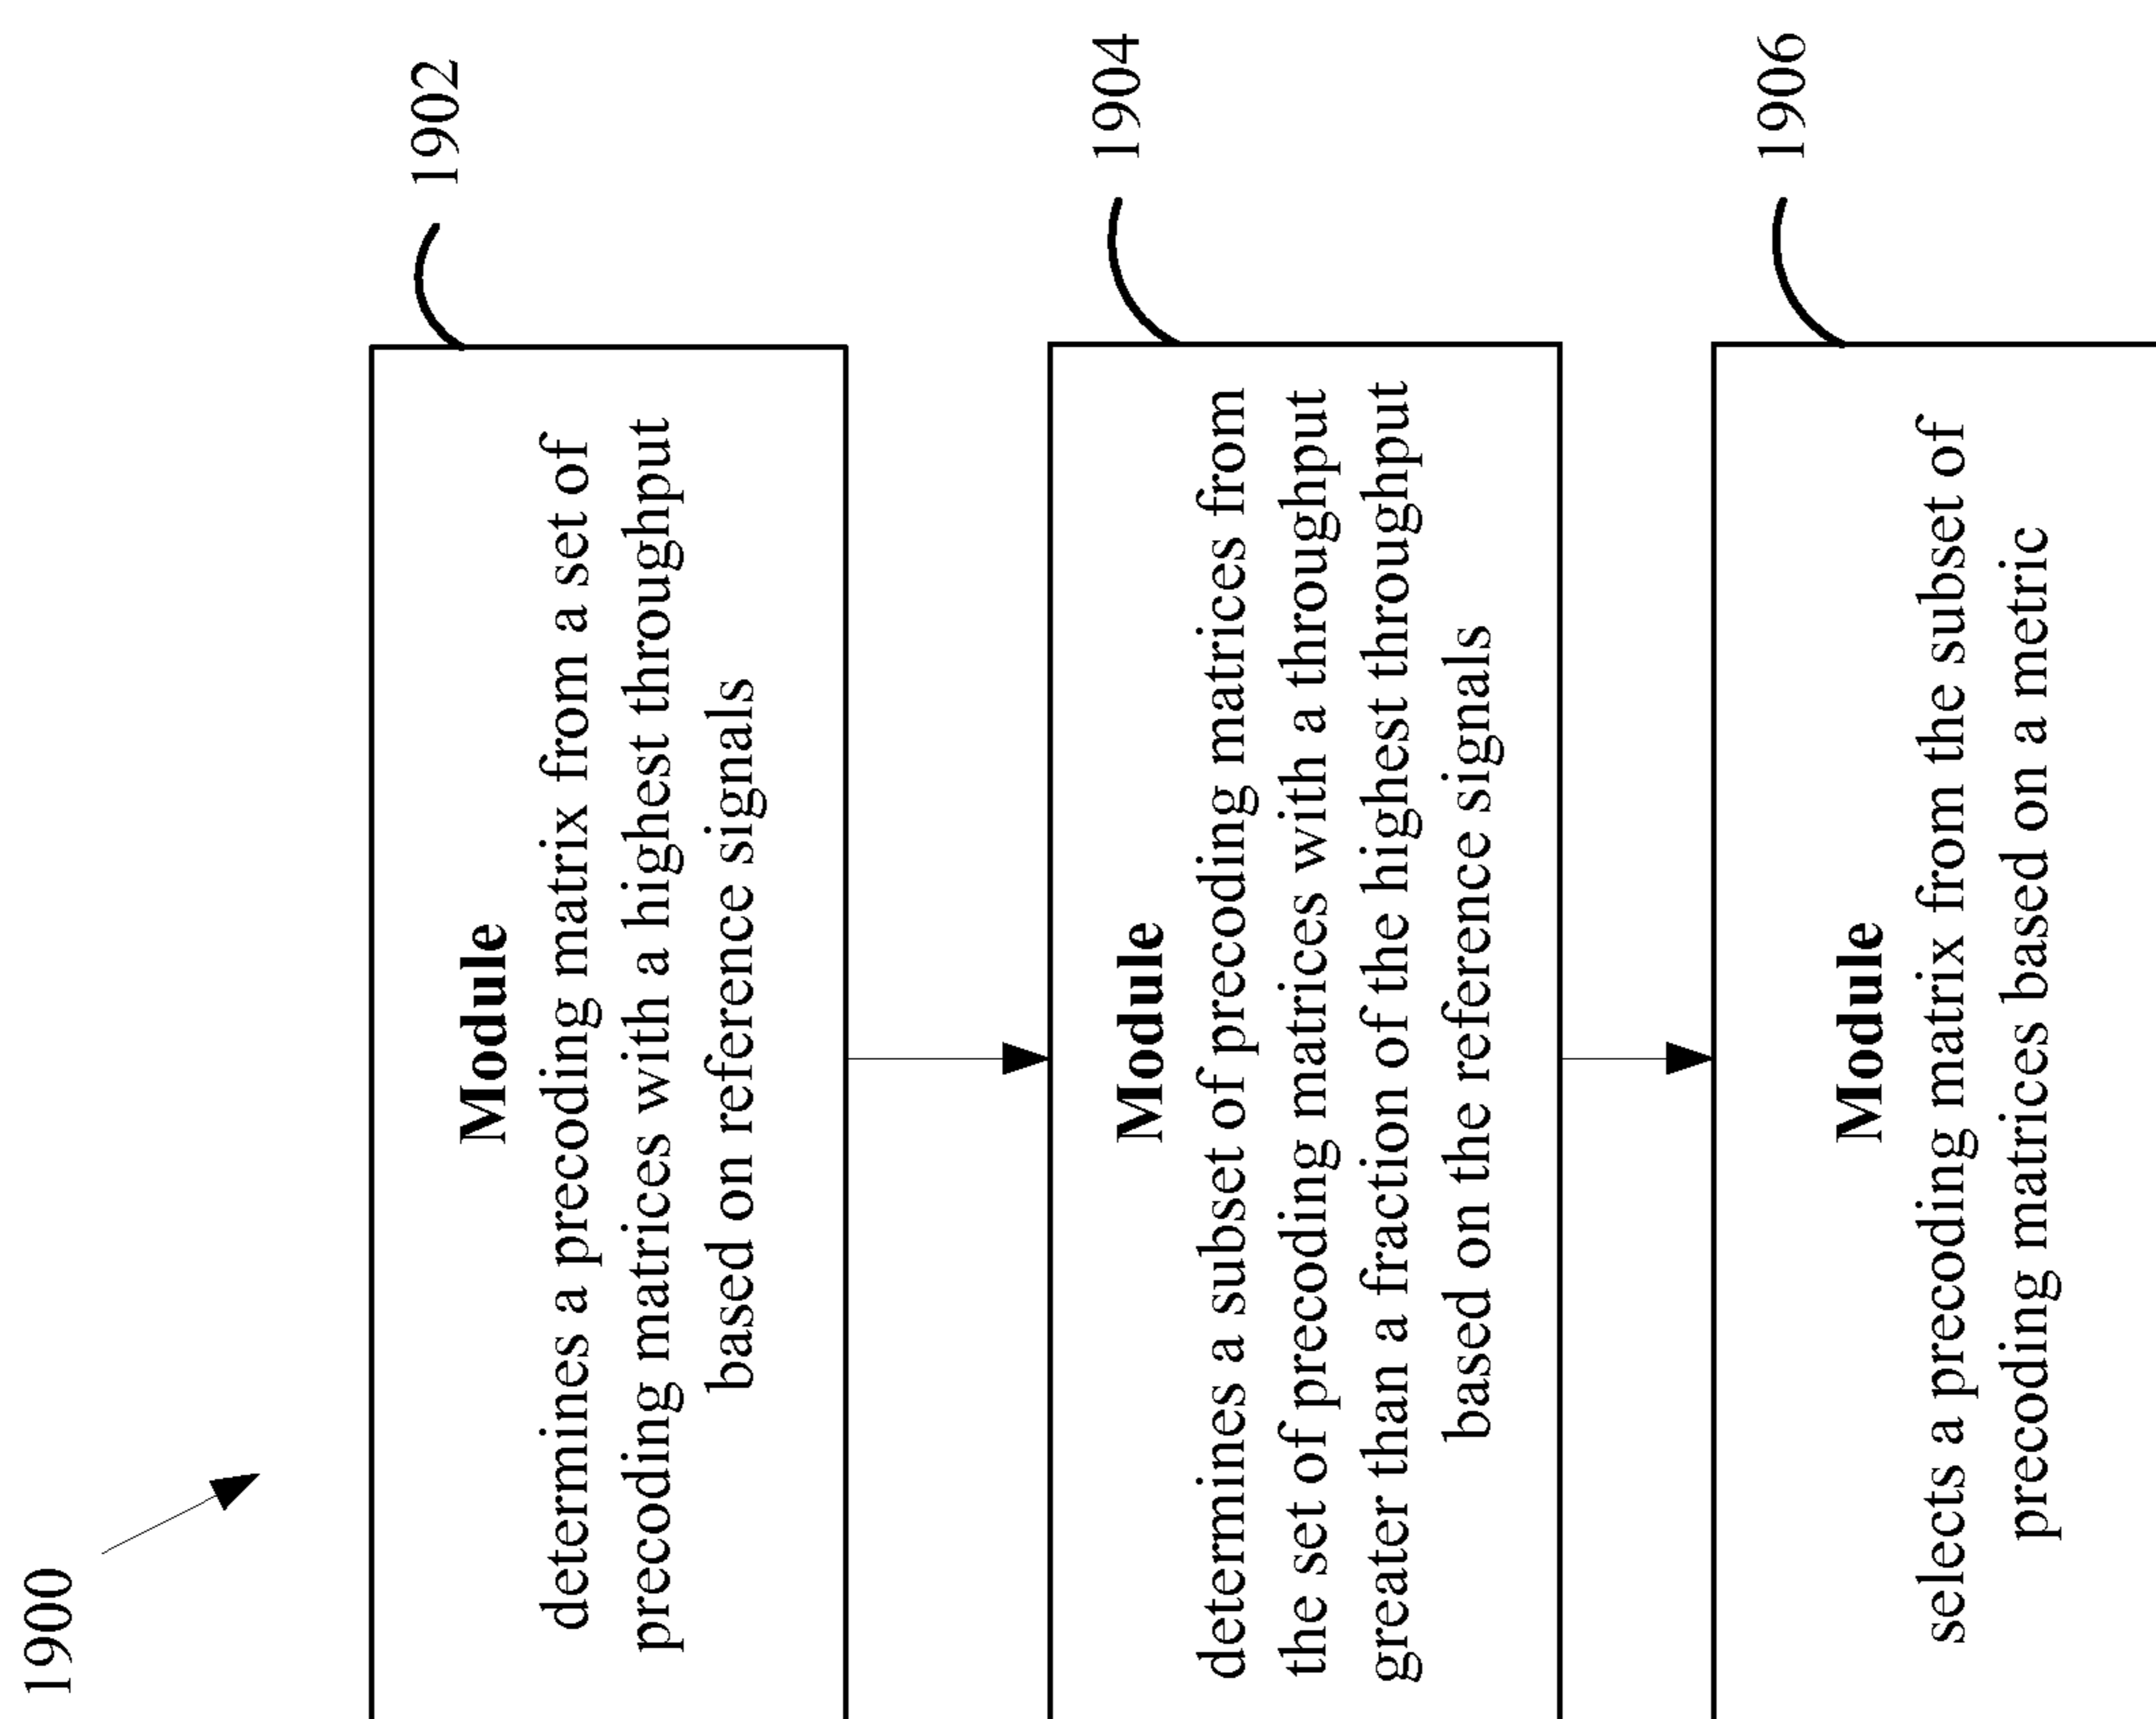 1900
1902
Module
determines a precoding matrix from a set of
precoding matrices with a highest throughput
based on reference signals
1904
Module
determines a subset of precoding matrices from
the set of precoding matrices with a throughput
greater than a fraction of the highest throughput
based on the reference signals
1906
Module
selects a precoding matrix from the subset of
precoding matrices based on a metric